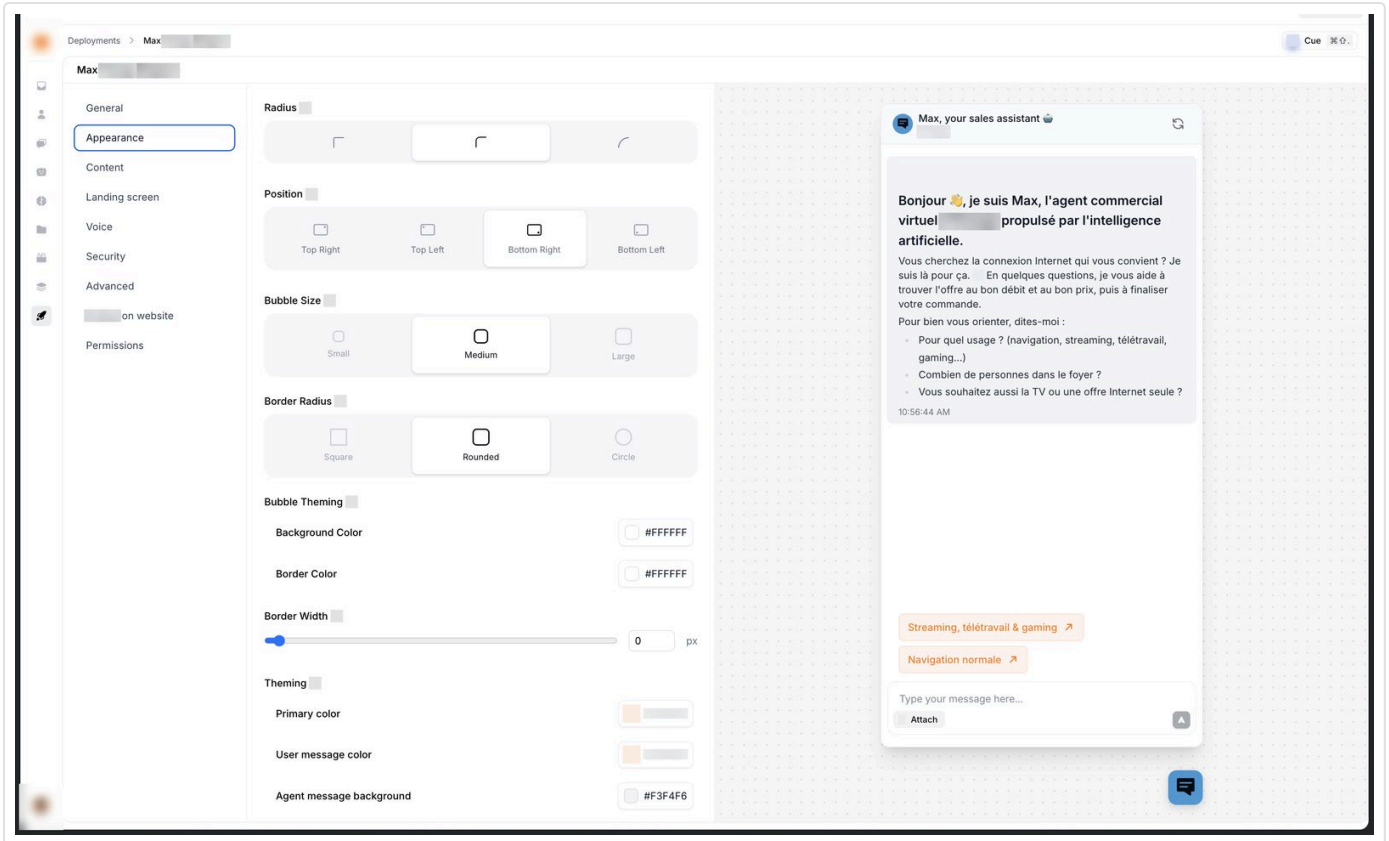 Deployments > Max
Cue ⌘⇧.
Max
General
Appearance
Content
Landing screen
Voice
Security
Advanced
on website
Permissions
Radius
Position
Top Right
Top Left
Bottom Right
Bottom Left
Bubble Size
Small
Medium
Large
Border Radius
Square
Rounded
Circle
Bubble Theming
Background Color
#FFFFFF
Border Color
#FFFFFF
Border Width
0
px
Theming
Primary color
User message color
Agent message background
#F3F4F6
Max, your sales assistant 🤖
Bonjour 👋, je suis Max, l'agent commercial
virtuel propulsé par l'intelligence
artificielle.
Vous cherchez la connexion Internet qui vous convient ? Je
suis là pour ça. En quelques questions, je vous aide à
trouver l'offre au bon débit et au bon prix, puis à finaliser
votre commande.
Pour bien vous orienter, dites-moi :
◦ Pour quel usage ? (navigation, streaming, télétravail,
gaming...)
◦ Combien de personnes dans le foyer ?
◦ Vous souhaitez aussi la TV ou une offre Internet seule ?
10:56:44 AM
Streaming, télétravail & gaming ↗
Navigation normale ↗
Type your message here...
Attach